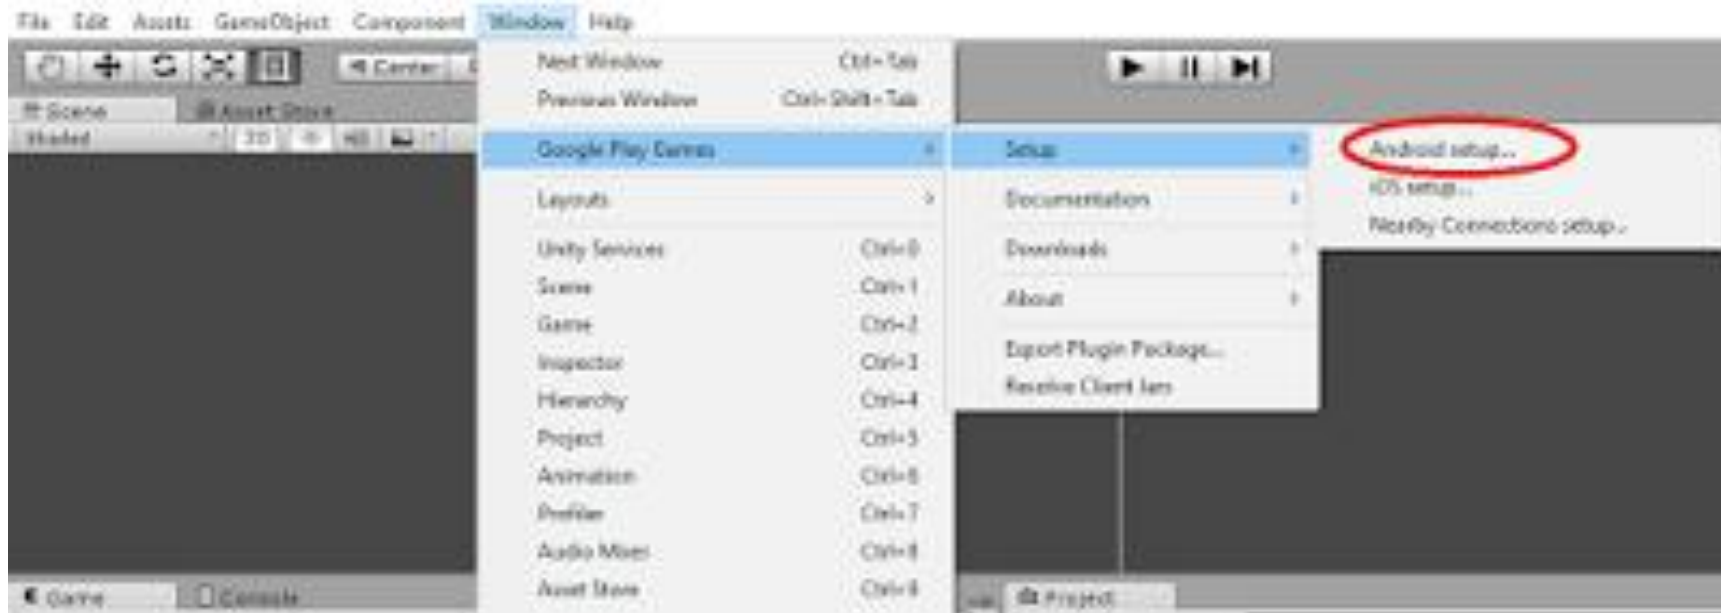 File Edit Assets GameObject Component Window Help
Center
Scene
Asset Store
Shaded
2D
Next Window Ctrl+Tab
Previous Window Ctrl+Shift+Tab
Google Play Games
Layouts
Unity Services Ctrl+0
Scene Ctrl+1
Game Ctrl+2
Inspector Ctrl+3
Hierarchy Ctrl+4
Project Ctrl+5
Animation Ctrl+6
Profiler Ctrl+7
Audio Mixer Ctrl+8
Asset Store Ctrl+9
Setup
Documentation
Downloads
About
Export Plugin Package...
Resolve Client Jars
Android setup...
iOS setup...
Nearby Connections setup...
Game
Console
Project